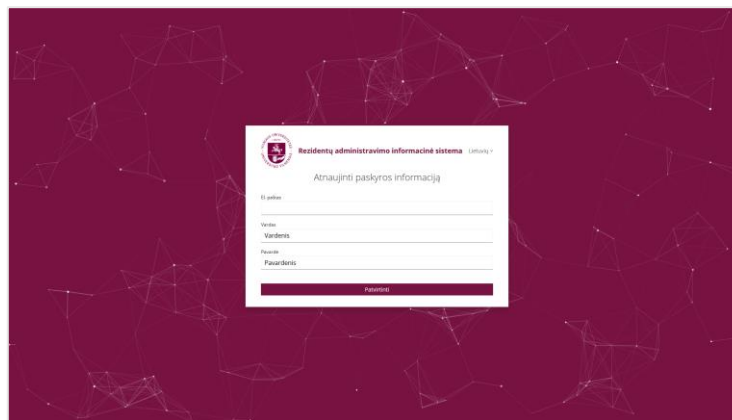 Rezidentų administravimo informacinė sistema
Lietuvių
Atnaujinti paskyros informaciją
El. paštas
Vardas
Vardenis
Pavardė
Pavardenis
Patvirtinti